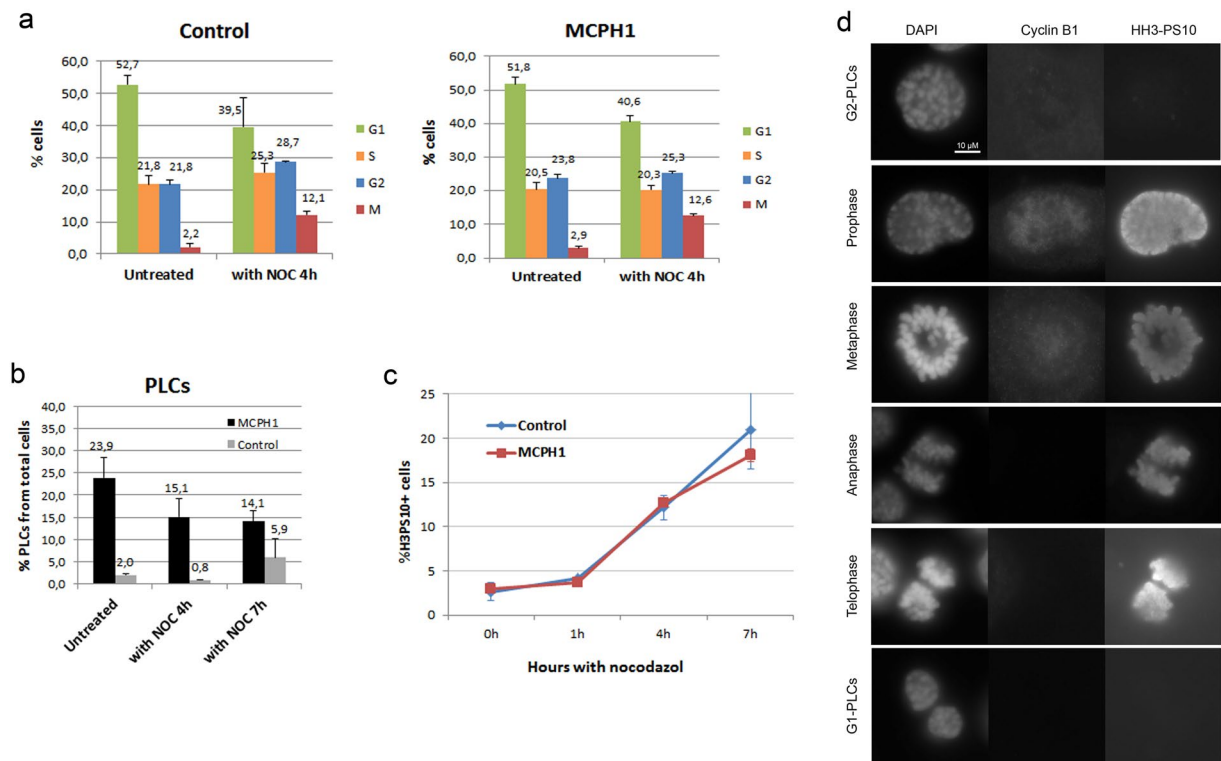 a
Control
% cells
60,0
50,0
40,0
30,0
20,0
10,0
0,0
52,7
21,8
21,8
2,2
39,5
25,3
28,7
12,1
Untreated
with NOC 4h
G1
S
G2
M
MCPH1
% cells
60,0
50,0
40,0
30,0
20,0
10,0
0,0
51,8
20,5
23,8
2,9
40,6
20,3
25,3
12,6
Untreated
with NOC 4h
G1
S
G2
M
b
PLCs
% PLCs from total cells
40,0
35,0
30,0
25,0
20,0
15,0
10,0
5,0
0,0
MCPH1
Control
23,9
2,0
15,1
0,8
14,1
5,9
Untreated
with NOC 4h
with NOC 7h
c
%H3PS10+ cells
25
20
15
10
5
0
Control
MCPH1
0h
1h
4h
7h
Hours with nocodazol
d
DAPI
Cyclin B1
HH3-PS10
G2-PLCs
10 µM
Prophase
Metaphase
Anaphase
Telophase
G1-PLCs